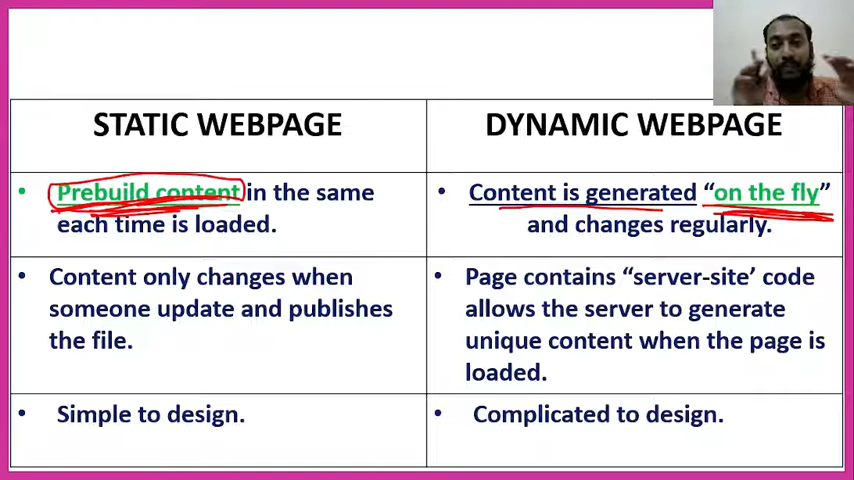 STATIC WEBPAGE
DYNAMIC WEBPAGE
• Prebuild content in the same
each time is loaded.
• Content is generated “on the fly”
and changes regularly.
• Content only changes when
someone update and publishes
the file.
• Page contains “server-site’ code
allows the server to generate
unique content when the page is
loaded.
• Simple to design.
• Complicated to design.